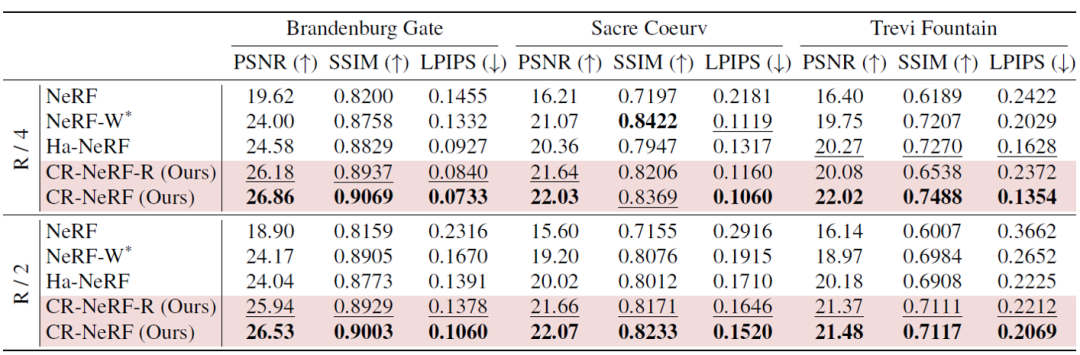 Brandenburg Gate Sacre Coeurv Trevi Fountain
PSNR (↑) SSIM (↑) LPIPS (↓) PSNR (↑) SSIM (↑) LPIPS (↓) PSNR (↑) SSIM (↑) LPIPS (↓)
R / 4
NeRF 19.62 0.8200 0.1455 16.21 0.7197 0.2181 16.40 0.6189 0.2422
NeRF-W* 24.00 0.8758 0.1332 21.07 0.8422 0.1119 19.75 0.7207 0.2029
Ha-NeRF 24.58 0.8829 0.0927 20.36 0.7947 0.1317 20.27 0.7270 0.1628
CR-NeRF-R (Ours) 26.18 0.8937 0.0840 21.64 0.8206 0.1160 20.08 0.6538 0.2372
CR-NeRF (Ours) 26.86 0.9069 0.0733 22.03 0.8369 0.1060 22.02 0.7488 0.1354
R / 2
NeRF 18.90 0.8159 0.2316 15.60 0.7155 0.2916 16.14 0.6007 0.3662
NeRF-W* 24.17 0.8905 0.1670 19.20 0.8076 0.1915 18.97 0.6984 0.2652
Ha-NeRF 24.04 0.8773 0.1391 20.02 0.8012 0.1710 20.18 0.6908 0.2225
CR-NeRF-R (Ours) 25.94 0.8929 0.1378 21.66 0.8171 0.1646 21.37 0.7111 0.2212
CR-NeRF (Ours) 26.53 0.9003 0.1060 22.07 0.8233 0.1520 21.48 0.7117 0.2069